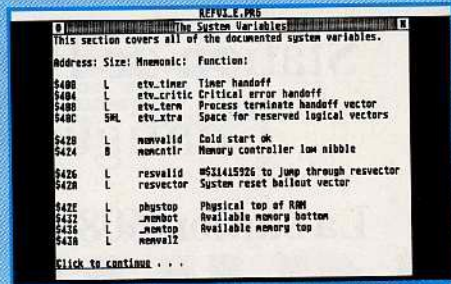 REFVI_E.PRG
The System Variables
This section covers all of the documented system variables.
Address: Size: Mnemonic: Function:
$400 L etv_timer Timer handoff
$404 L etv_critic Critical error handoff
$408 L etv_term Process terminate handoff vector
$40C 5*L etv_xtra Space for reserved logical vectors
$420 L memvalid Cold start ok
$424 B memcntlr Memory controller low nibble
$426 L resvalid #$31415926 to jump through resvector
$42A L resvector System reset bailout vector
$42E L phystop Physical top of RAM
$432 L _membot Available memory bottom
$436 L _memtop Available memory top
$43A L memval2
Click to continue . . .